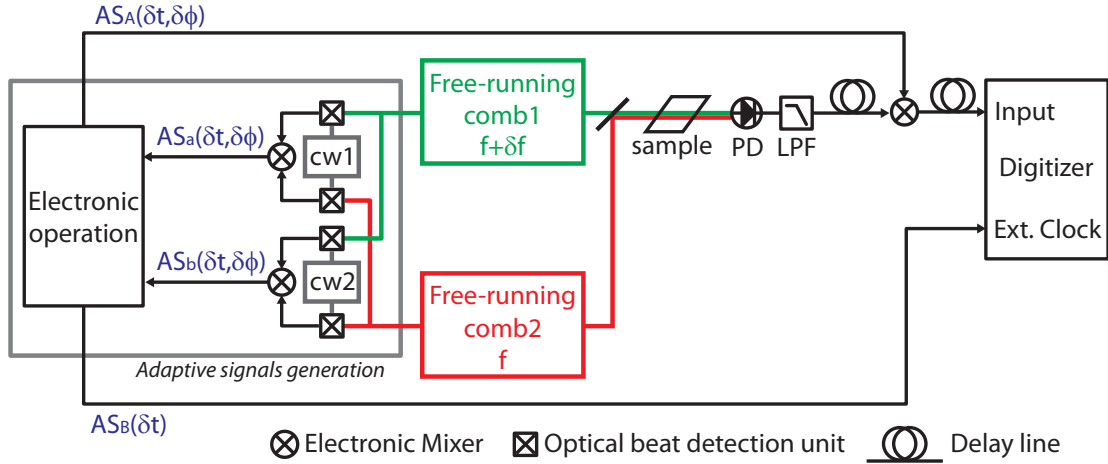 ASA(δt,δϕ)
Free-running
comb1
f+δf
sample
PD
LPF
Input
Digitizer
Ext. Clock
ASa(δt,δϕ)
cw1
Electronic
operation
ASb(δt,δϕ)
cw2
Free-running
comb2
f
Adaptive signals generation
ASB(δt)
Electronic Mixer
Optical beat detection unit
Delay line